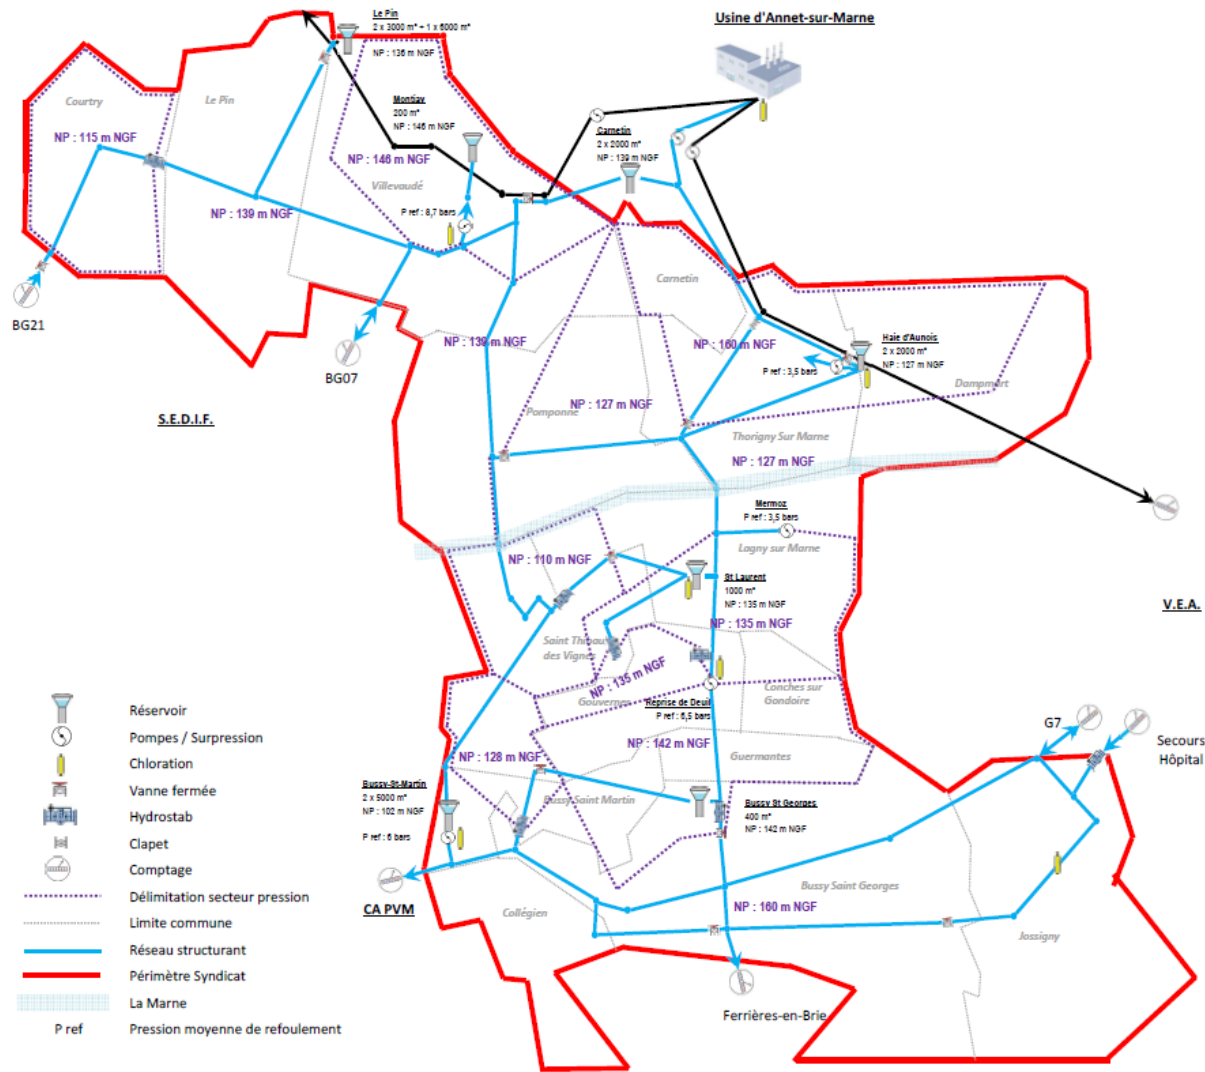 Le Pin
2 x 3000 m³ + 1 x 6000 m³
NP : 136 m NGF
Usine d'Annet-sur-Marne
Courtry
Le Pin
NP : 115 m NGF
Montjay
200 m³
NP : 146 m NGF
Carnetin
2 x 2000 m³
NP : 139 m NGF
NP : 146 m NGF
Villevaudé
NP : 139 m NGF
P ref : 8,7 bars
BG21
BG07
S.E.D.I.F.
Carnetin
NP : 139 m NGF
NP : 160 m NGF
Haie d'Aunois
2 x 2000 m³
NP : 127 m NGF
P ref : 3,5 bars
Dampmart
NP : 127 m NGF
Pomponne
Thorigny Sur Marne
NP : 127 m NGF
Mermoz
P ref : 3,5 bars
Lagny sur Marne
NP : 110 m NGF
St Laurent
1000 m³
NP : 135 m NGF
NP : 135 m NGF
V.E.A.
Saint Thibault
des Vignes
NP : 135 m NGF
Gouvernes
Conches sur
Gondoire
Reprise de Deuil
P ref : 6,5 bars
G7
Secours
Hôpital
NP : 142 m NGF
NP : 128 m NGF
Guermantes
Bussy-St-Martin
2 x 5000 m³
NP : 102 m NGF
P ref : 6 bars
Bussy Saint Martin
Bussy St Georges
400 m³
NP : 142 m NGF
CA PVM
Collégien
Bussy Saint Georges
NP : 160 m NGF
Jossigny
Ferrières-en-Brie
Réservoir
Pompes / Surpression
Chloration
Vanne fermée
Hydrostab
Clapet
Comptage
Délimitation secteur pression
Limite commune
Réseau structurant
Périmètre Syndicat
La Marne
P ref Pression moyenne de refoulement